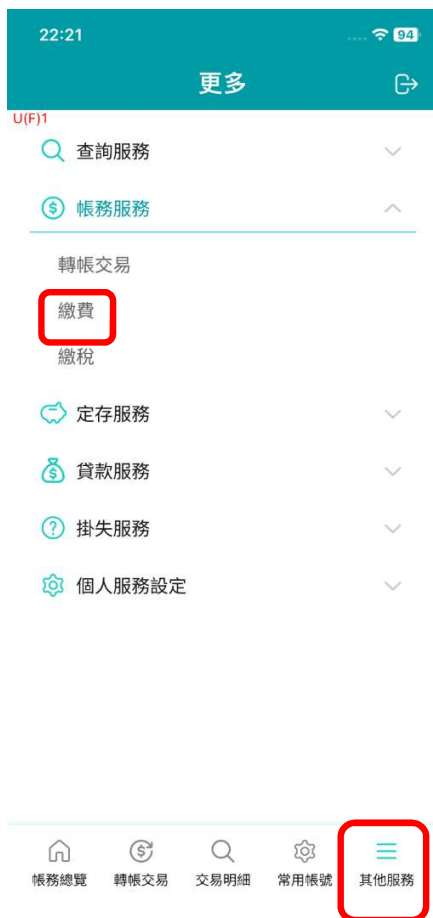 22:21
94
更多
U(F)1
查詢服務
帳務服務
轉帳交易
繳費
繳稅
定存服務
貸款服務
掛失服務
個人服務設定
帳務總覽 轉帳交易 交易明細 常用帳號 其他服務